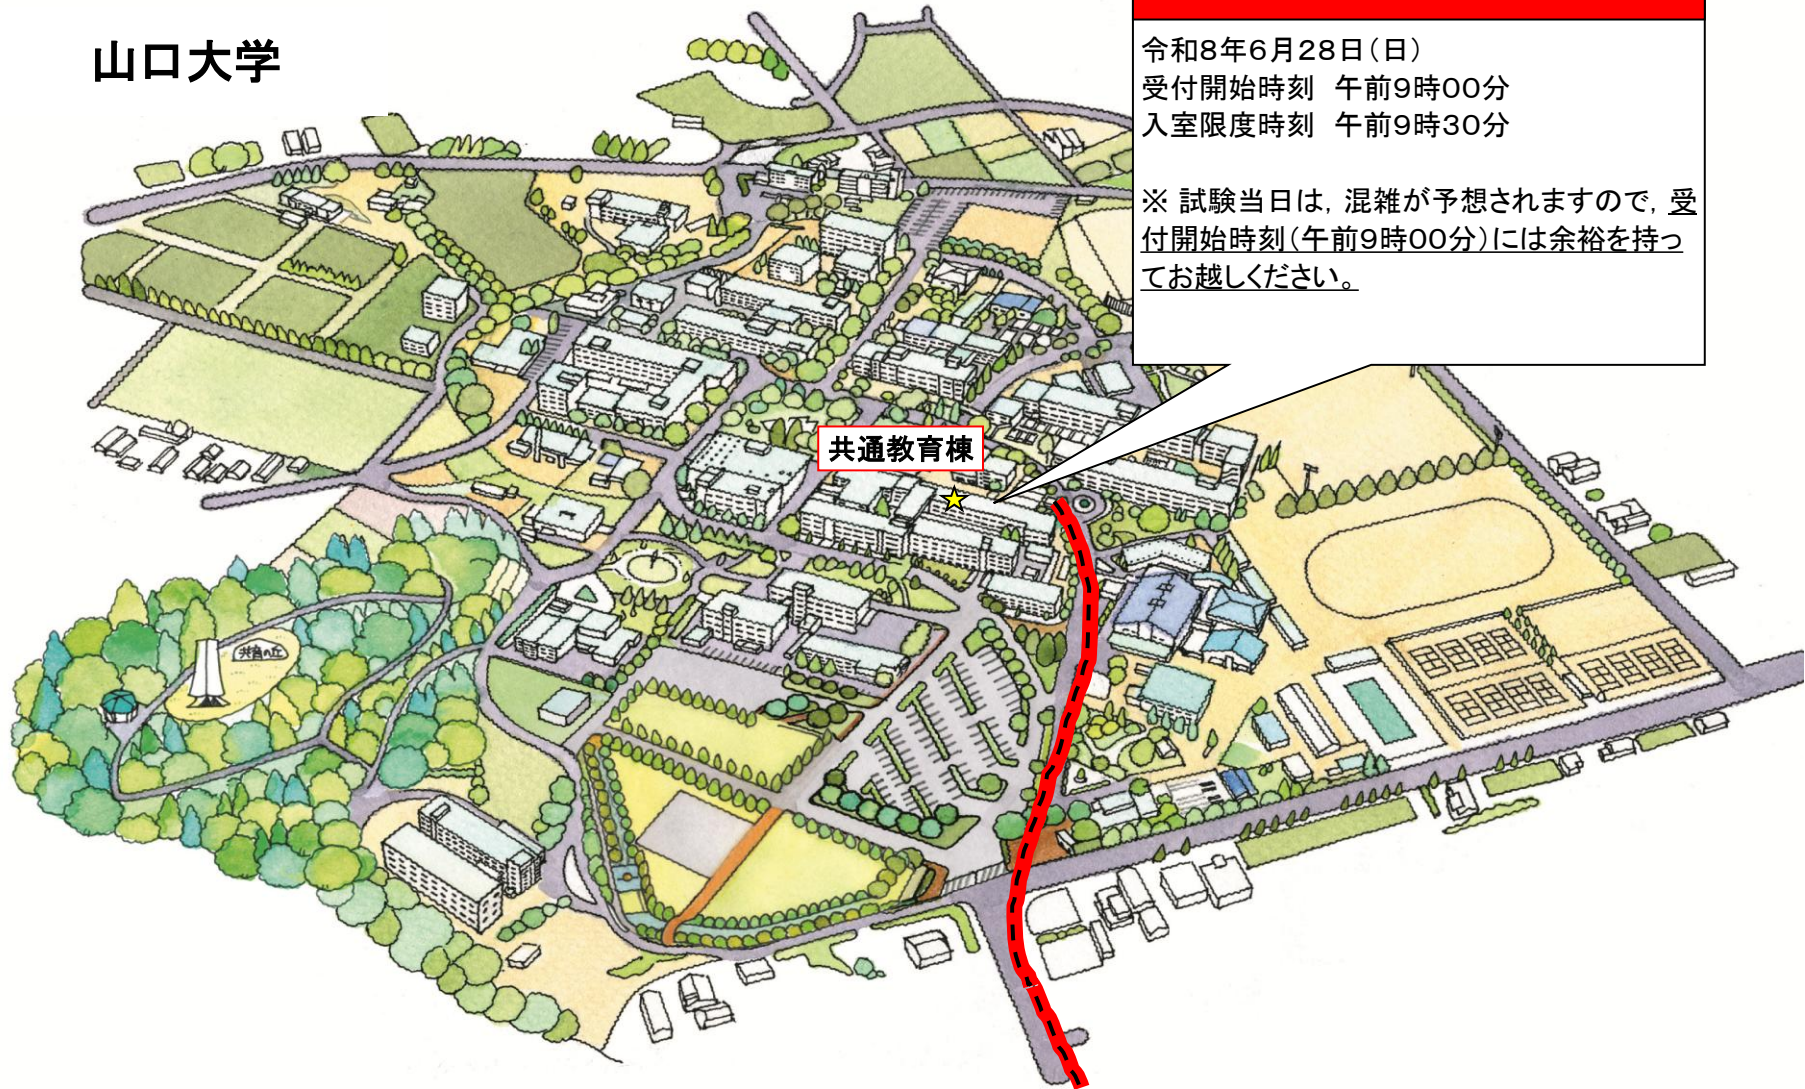 山口大学
令和8年6月28日(日)
受付開始時刻　午前9時00分
入室限度時刻　午前9時30分
※ 試験当日は, 混雑が予想されますので, 受
付開始時刻(午前9時00分)には余裕を持っ
てお越しください。
共通教育棟
共育の丘